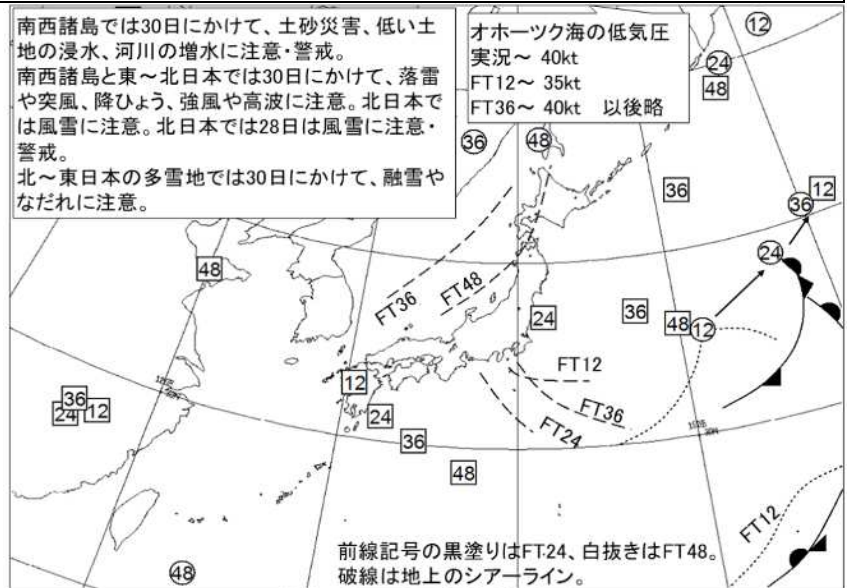 南西諸島では30日にかけて、土砂災害、低い土
地の浸水、河川の増水に注意・警戒。
南西諸島と東～北日本では30日にかけて、落雷
や突風、降ひょう、強風や高波に注意。北日本で
は風雪に注意。北日本では28日は風雪に注意・
警戒。
北～東日本の多雪地では30日にかけて、融雪や
なだれに注意。
オホーツク海の低気圧
実況～ 40kt
FT12～ 35kt
FT36～ 40kt 以後略
12
24
48
36
48
36
12
36
48
24
FT36
FT48
24
36
48
12
12
FT12
36
24
12
24
FT36
FT24
36
48
FT12
48
前線記号の黒塗りはFT24、白抜きはFT48。
破線は地上のシアーライン。